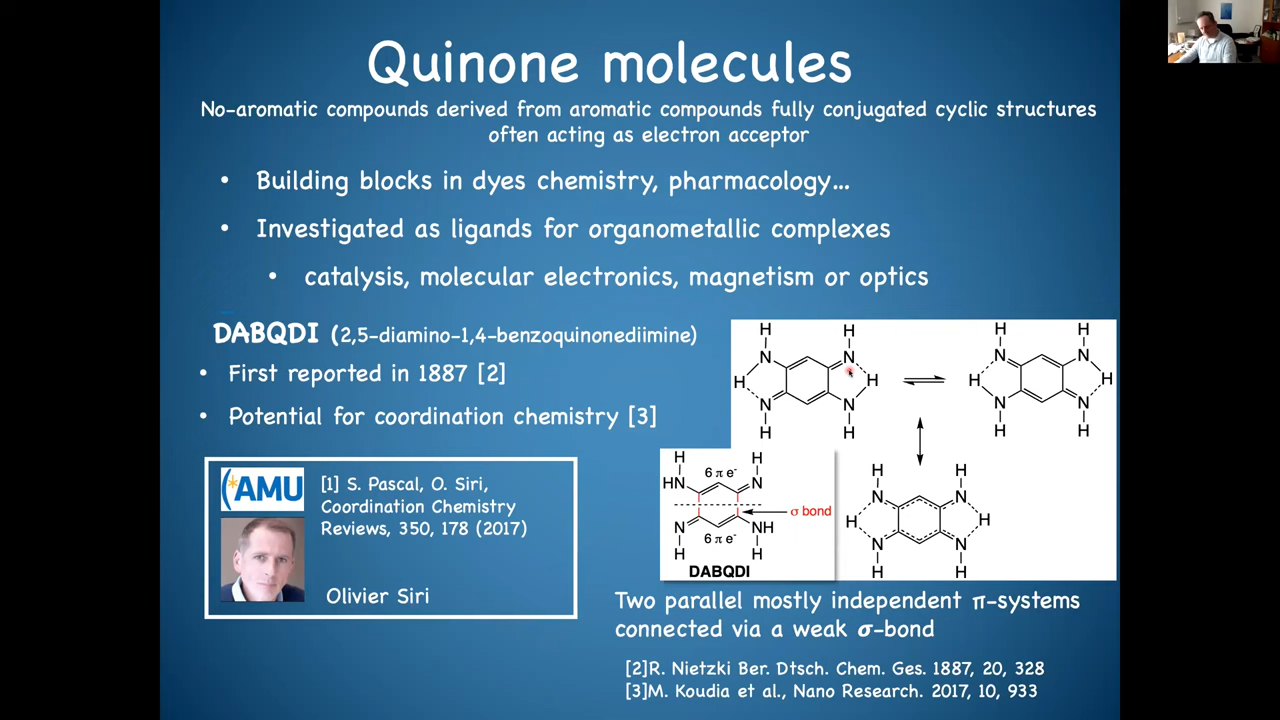 Quinone molecules
No-aromatic compounds derived from aromatic compounds fully conjugated cyclic structures
often acting as electron acceptor
• Building blocks in dyes chemistry, pharmacology...
• Investigated as ligands for organometallic complexes
• catalysis, molecular electronics, magnetism or optics
DABQDI (2,5-diamino-1,4-benzoquinonediimine)
• First reported in 1887 [2]
• Potential for coordination chemistry [3]
(*AMU
[1] S. Pascal, O. Siri,
Coordination Chemistry
Reviews, 350, 178 (2017)
Olivier Siri
H H H H
N N N N
H H H H
N N N N
H H H H
H H
N N
H H
N N
H H
H H
6 π e⁻
HN N
σ bond
N NH
6 π e⁻
H H
DABQDI
Two parallel mostly independent π-systems
connected via a weak σ-bond
[2]R. Nietzki Ber. Dtsch. Chem. Ges. 1887, 20, 328
[3]M. Koudia et al., Nano Research. 2017, 10, 933